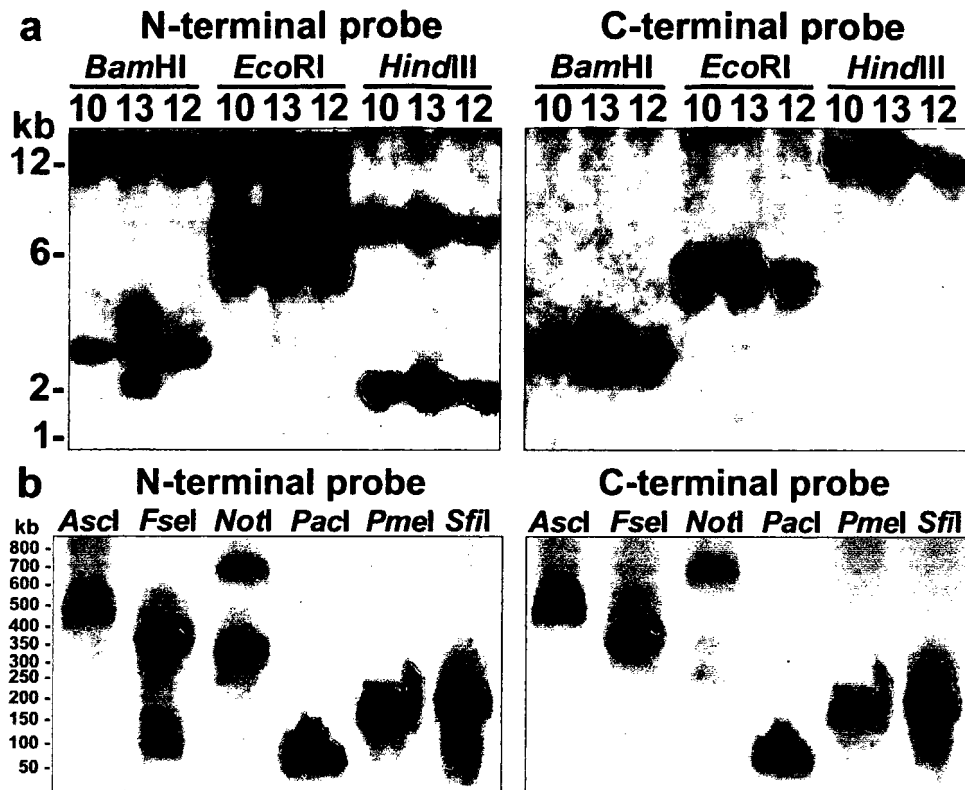 a N-terminal probe C-terminal probe
BamHI EcoRI HindIII BamHI EcoRI HindIII
10 13 12 10 13 12 10 13 12 10 13 12 10 13 12 10 13 12
kb
12-
6-
2-
1-
b N-terminal probe C-terminal probe
kb AscI FseI NotI PacI PmeI SfiI AscI FseI NotI PacI PmeI SfiI
800-
700-
600-
500-
400-
350-
300-
250-
200-
150-
100-
50-